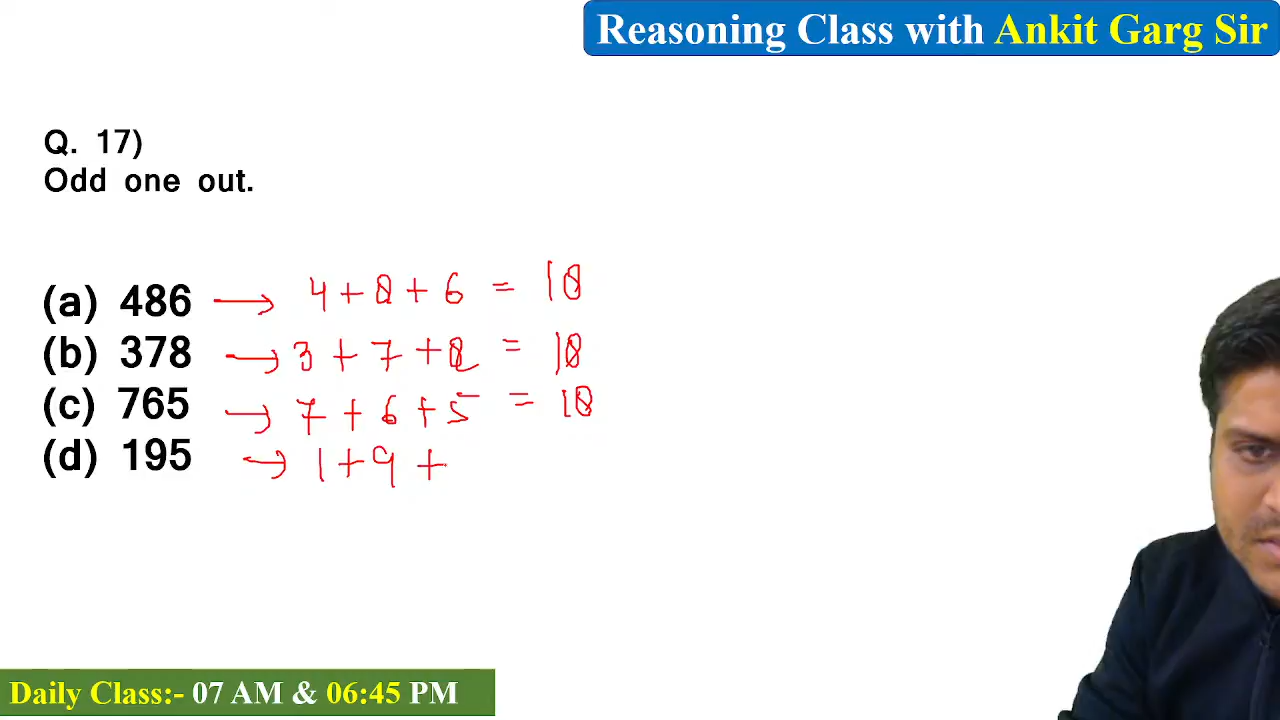 Reasoning Class with Ankit Garg Sir
Q. 17)
Odd one out.
(a) 486 → 4+8+6 = 18
(b) 378 → 3+7+8 = 18
(c) 765 → 7+6+5 = 18
(d) 195 → 1+9+
Daily Class:- 07 AM & 06:45 PM